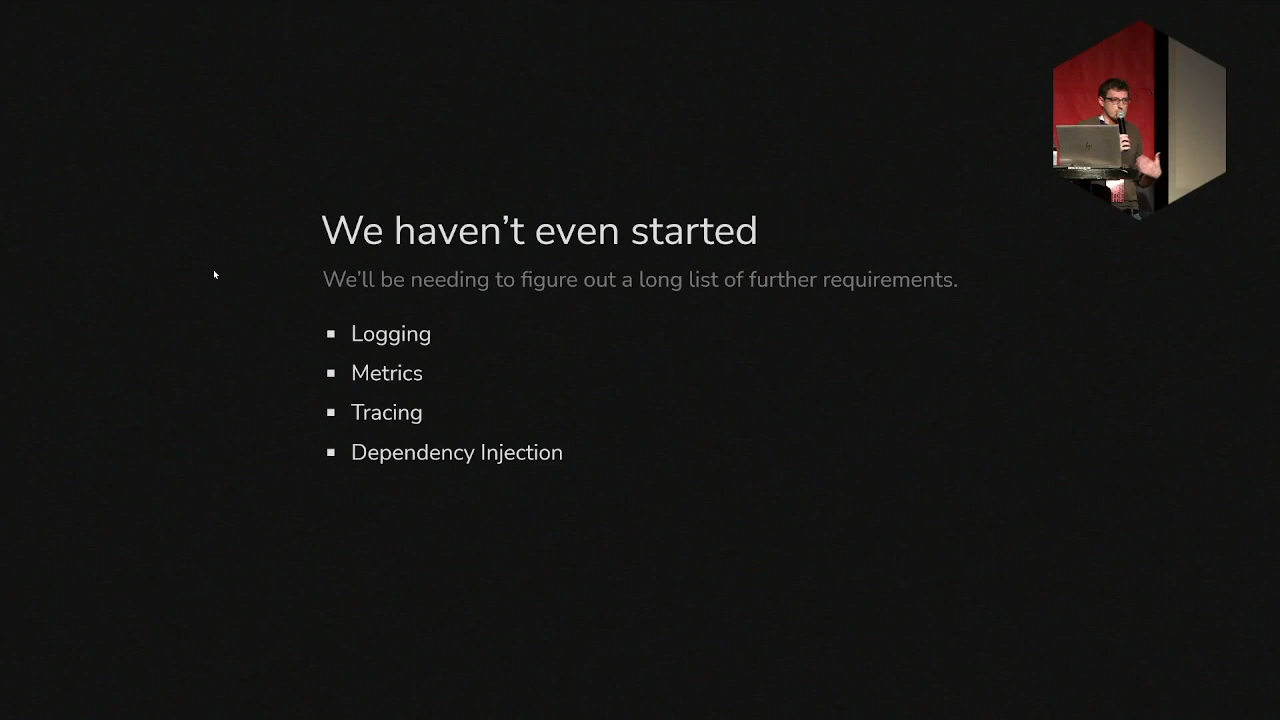 We haven’t even started
We’ll be needing to figure out a long list of further requirements.
Logging
Metrics
Tracing
Dependency Injection